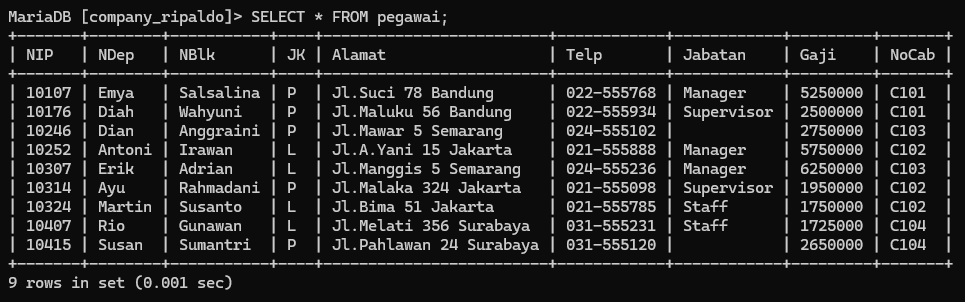 MariaDB [company_ripaldo]> SELECT * FROM pegawai;
+-------+--------+-----------+----+------------------------+------------+------------+---------+-------+
| NIP   | NDep   | NBlk      | JK | Alamat                 | Telp       | Jabatan    | Gaji    | NoCab |
+-------+--------+-----------+----+------------------------+------------+------------+---------+-------+
| 10107 | Emya   | Salsalina | P  | Jl.Suci 78 Bandung     | 022-555768 | Manager    | 5250000 | C101  |
| 10176 | Diah   | Wahyuni   | P  | Jl.Maluku 56 Bandung   | 022-555934 | Supervisor | 2500000 | C101  |
| 10246 | Dian   | Anggraini | P  | Jl.Mawar 5 Semarang    | 024-555102 |            | 2750000 | C103  |
| 10252 | Antoni | Irawan    | L  | Jl.A.Yani 15 Jakarta   | 021-555888 | Manager    | 5750000 | C102  |
| 10307 | Erik   | Adrian    | L  | Jl.Manggis 5 Semarang  | 024-555236 | Manager    | 6250000 | C103  |
| 10314 | Ayu    | Rahmadani | P  | Jl.Malaka 324 Jakarta  | 021-555098 | Supervisor | 1950000 | C102  |
| 10324 | Martin | Susanto   | L  | Jl.Bima 51 Jakarta     | 021-555785 | Staff      | 1750000 | C102  |
| 10407 | Rio    | Gunawan   | L  | Jl.Melati 356 Surabaya | 031-555231 | Staff      | 1725000 | C104  |
| 10415 | Susan  | Sumantri  | P  | Jl.Pahlawan 24 Surabaya | 031-555120 |            | 2650000 | C104  |
+-------+--------+-----------+----+------------------------+------------+------------+---------+-------+
9 rows in set (0.001 sec)